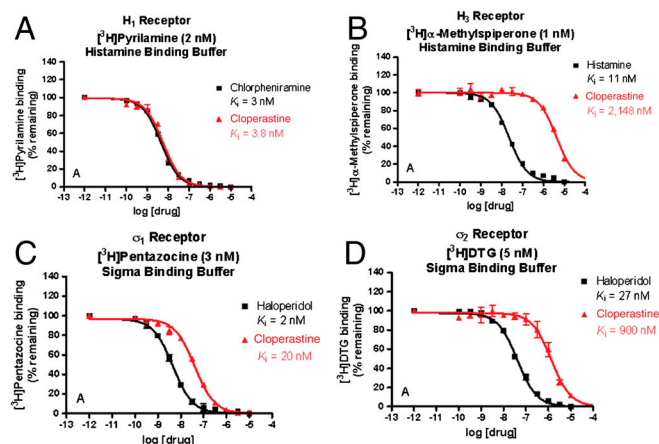 A
H₁ Receptor
[³H]Pyrilamine (2 nM)
Histamine Binding Buffer
[³H]Pyrilamine binding
(% remaining)
140
120
100
80
60
40
20
0
Chlorpheniramine
Kᵢ = 3 nM
Cloperastine
Kᵢ = 3.8 nM
A
-13 -12 -11 -10 -9 -8 -7 -6 -5 -4
log [drug]
B
H₃ Receptor
[³H]α-Methylspiperone (1 nM)
Histamine Binding Buffer
[³H]α-Methylspiperone binding
(% remaining)
140
120
100
80
60
40
20
0
Histamine
Kᵢ = 11 nM
Cloperastine
Kᵢ = 2,148 nM
A
-13 -12 -11 -10 -9 -8 -7 -6 -5 -4
log [drug]
C
σ₁ Receptor
[³H]Pentazocine (3 nM)
Sigma Binding Buffer
[³H]Pentazocine binding
(% remaining)
140
120
100
80
60
40
20
0
Haloperidol
Kᵢ = 2 nM
Cloperastine
Kᵢ = 20 nM
A
-13 -12 -11 -10 -9 -8 -7 -6 -5 -4
log [drug]
D
σ₂ Receptor
[³H]DTG (5 nM)
Sigma Binding Buffer
[³H]DTG binding
(% remaining)
140
120
100
80
60
40
20
0
Haloperidol
Kᵢ = 27 nM
Cloperastine
Kᵢ = 900 nM
A
-13 -12 -11 -10 -9 -8 -7 -6 -5 -4
log [drug]